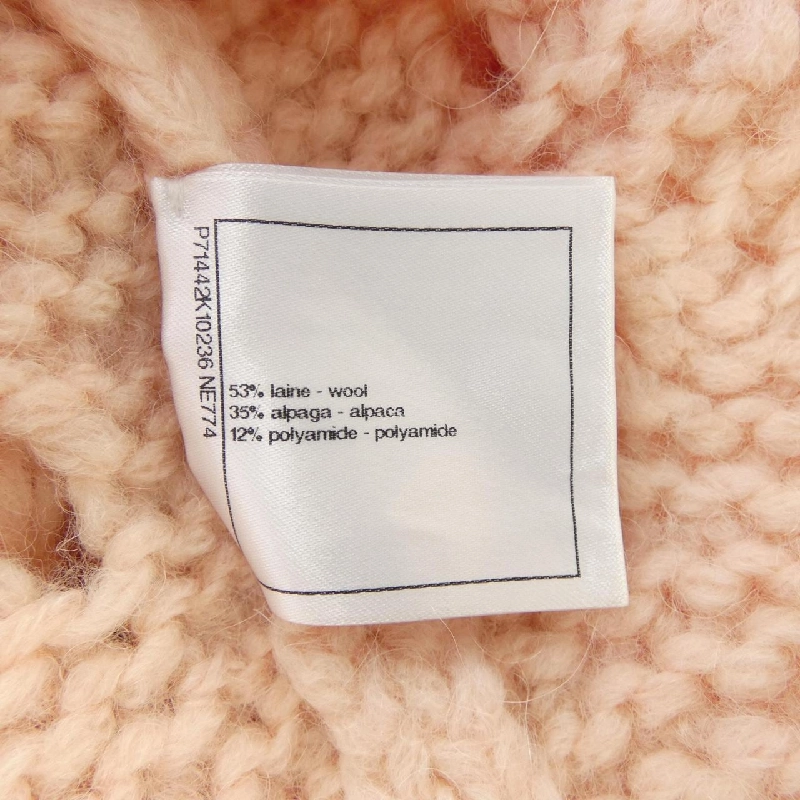 P71442K10236 NE774
53% laine - wool
35% alpaga - alpaca
12% polyamide - polyamide